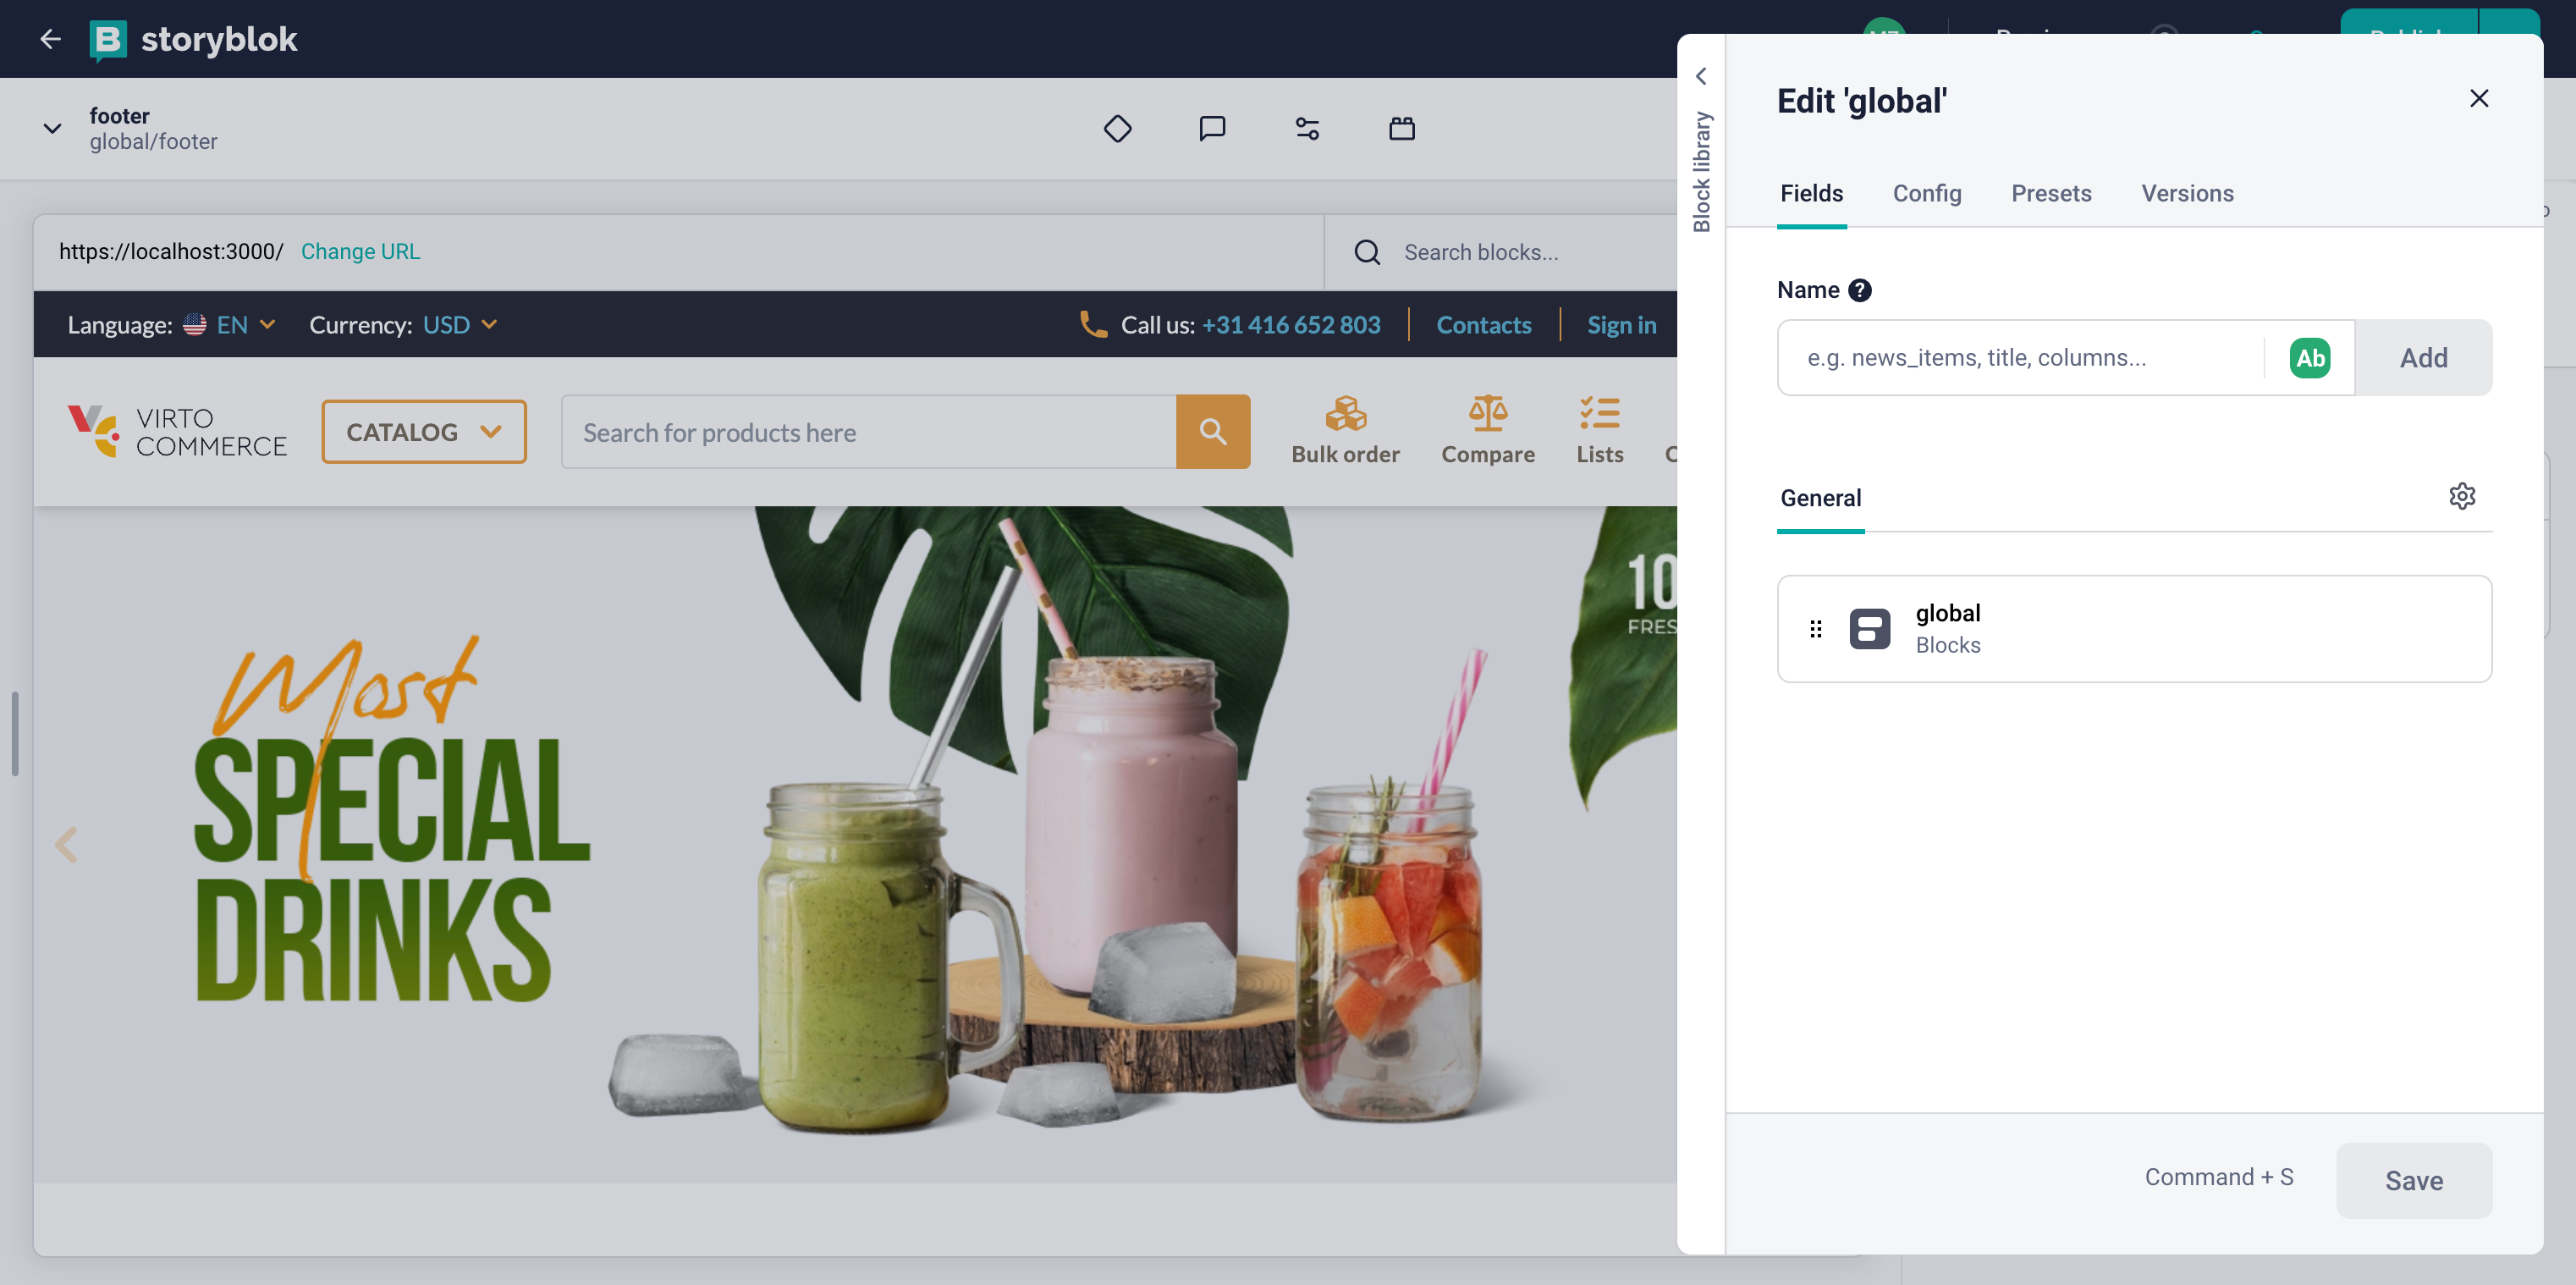 storyblok
footer
global/footer
https://localhost:3000/ Change URL
Search blocks...
Language: EN Currency: USD
Call us: +31 416 652 803 Contacts Sign in
VIRTO
COMMERCE
CATALOG
Search for products here
Bulk order
Compare
Lists
Most
SPECIAL
DRINKS
10
FRES
Block library
Edit 'global'
Fields Config Presets Versions
Name ?
e.g. news_items, title, columns...
Ab
Add
General
global
Blocks
Command + S
Save